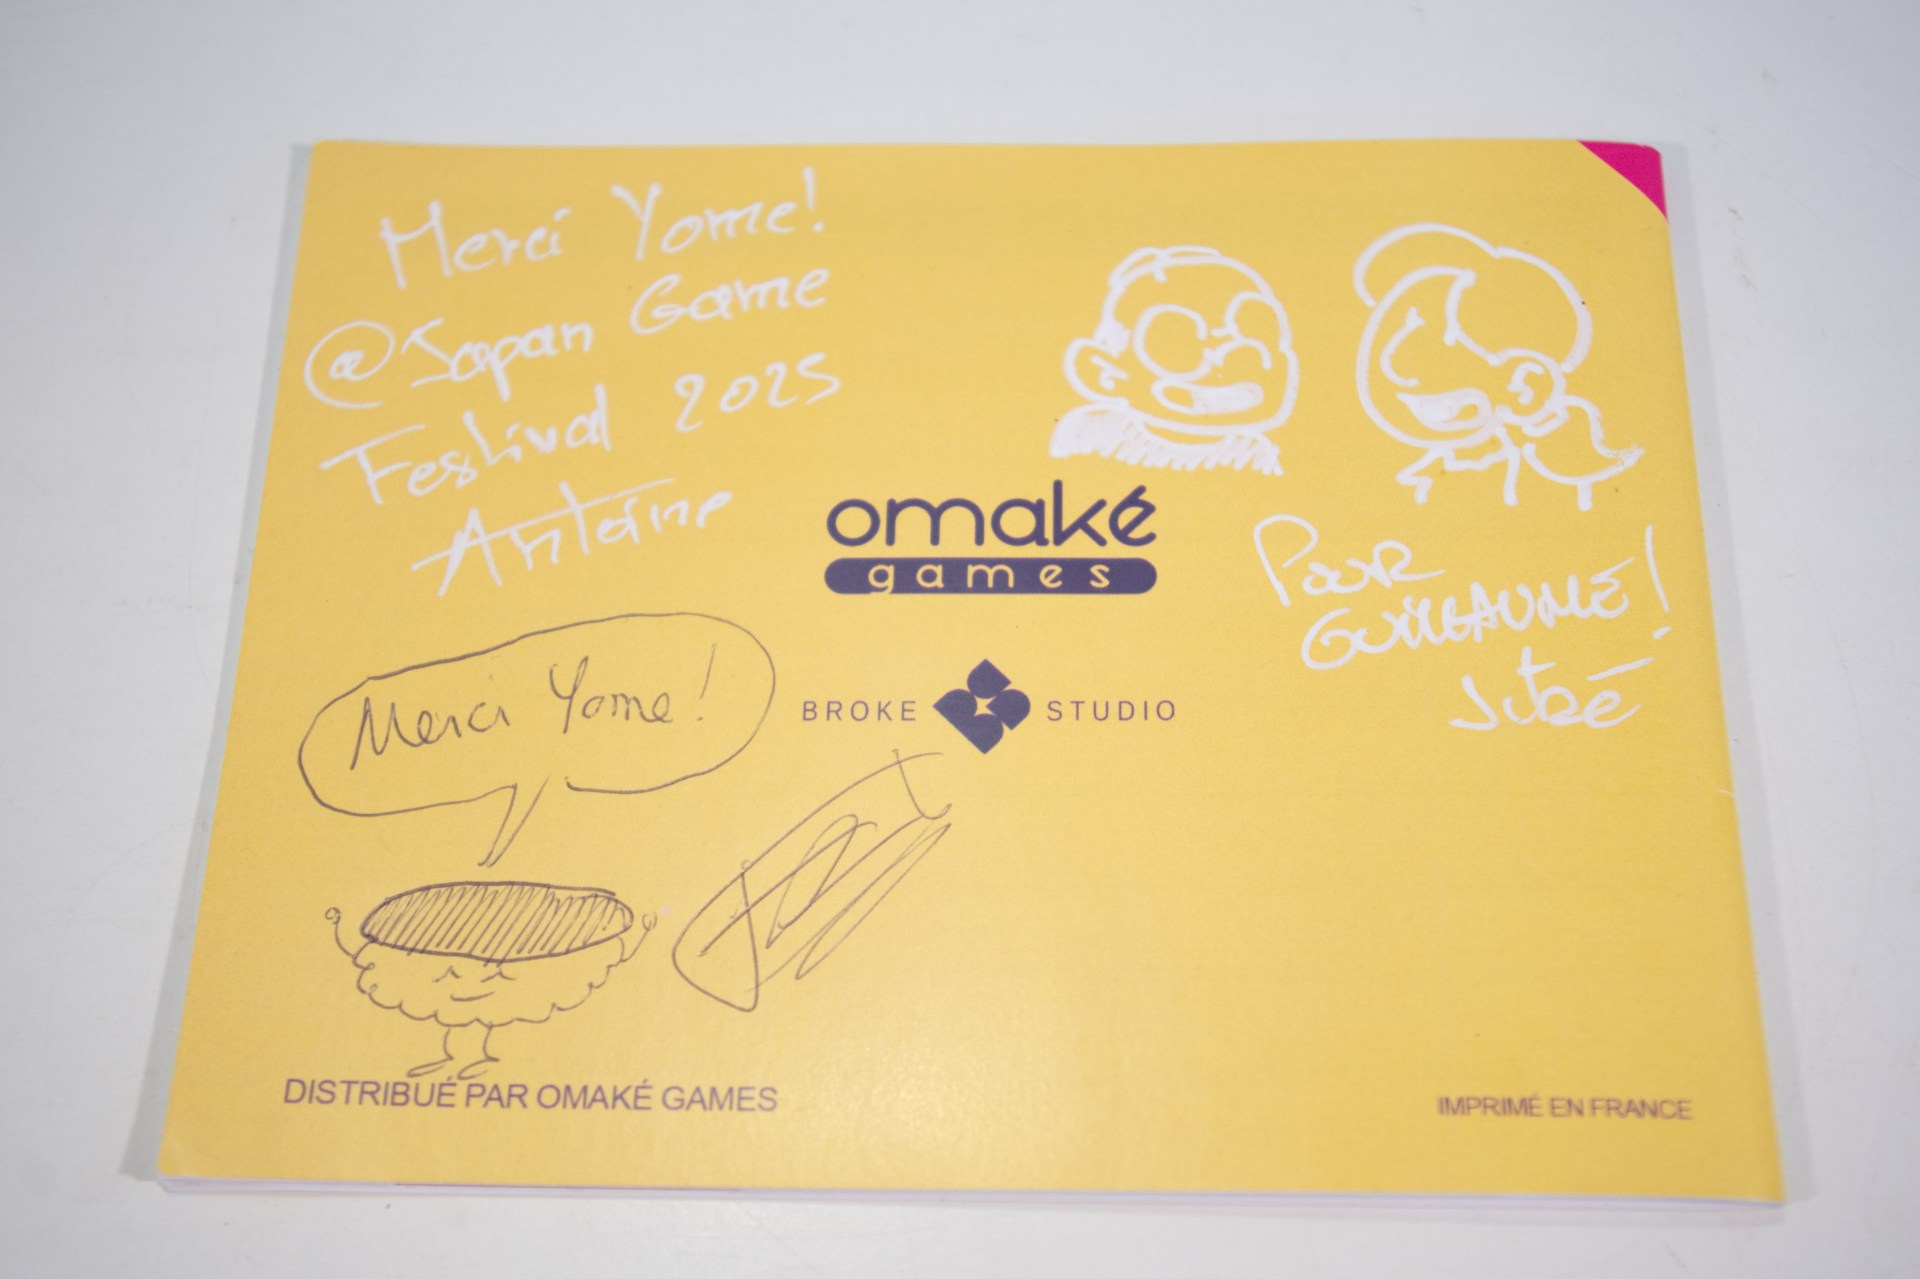 Merci Yome!
@Japan Game
Festival 2025
Antoine
omaké
games
Pour
GUILLAUME!
JiBé
Merci Yome!
BROKE STUDIO
DISTRIBUÉ PAR OMAKÉ GAMES
IMPRIMÉ EN FRANCE